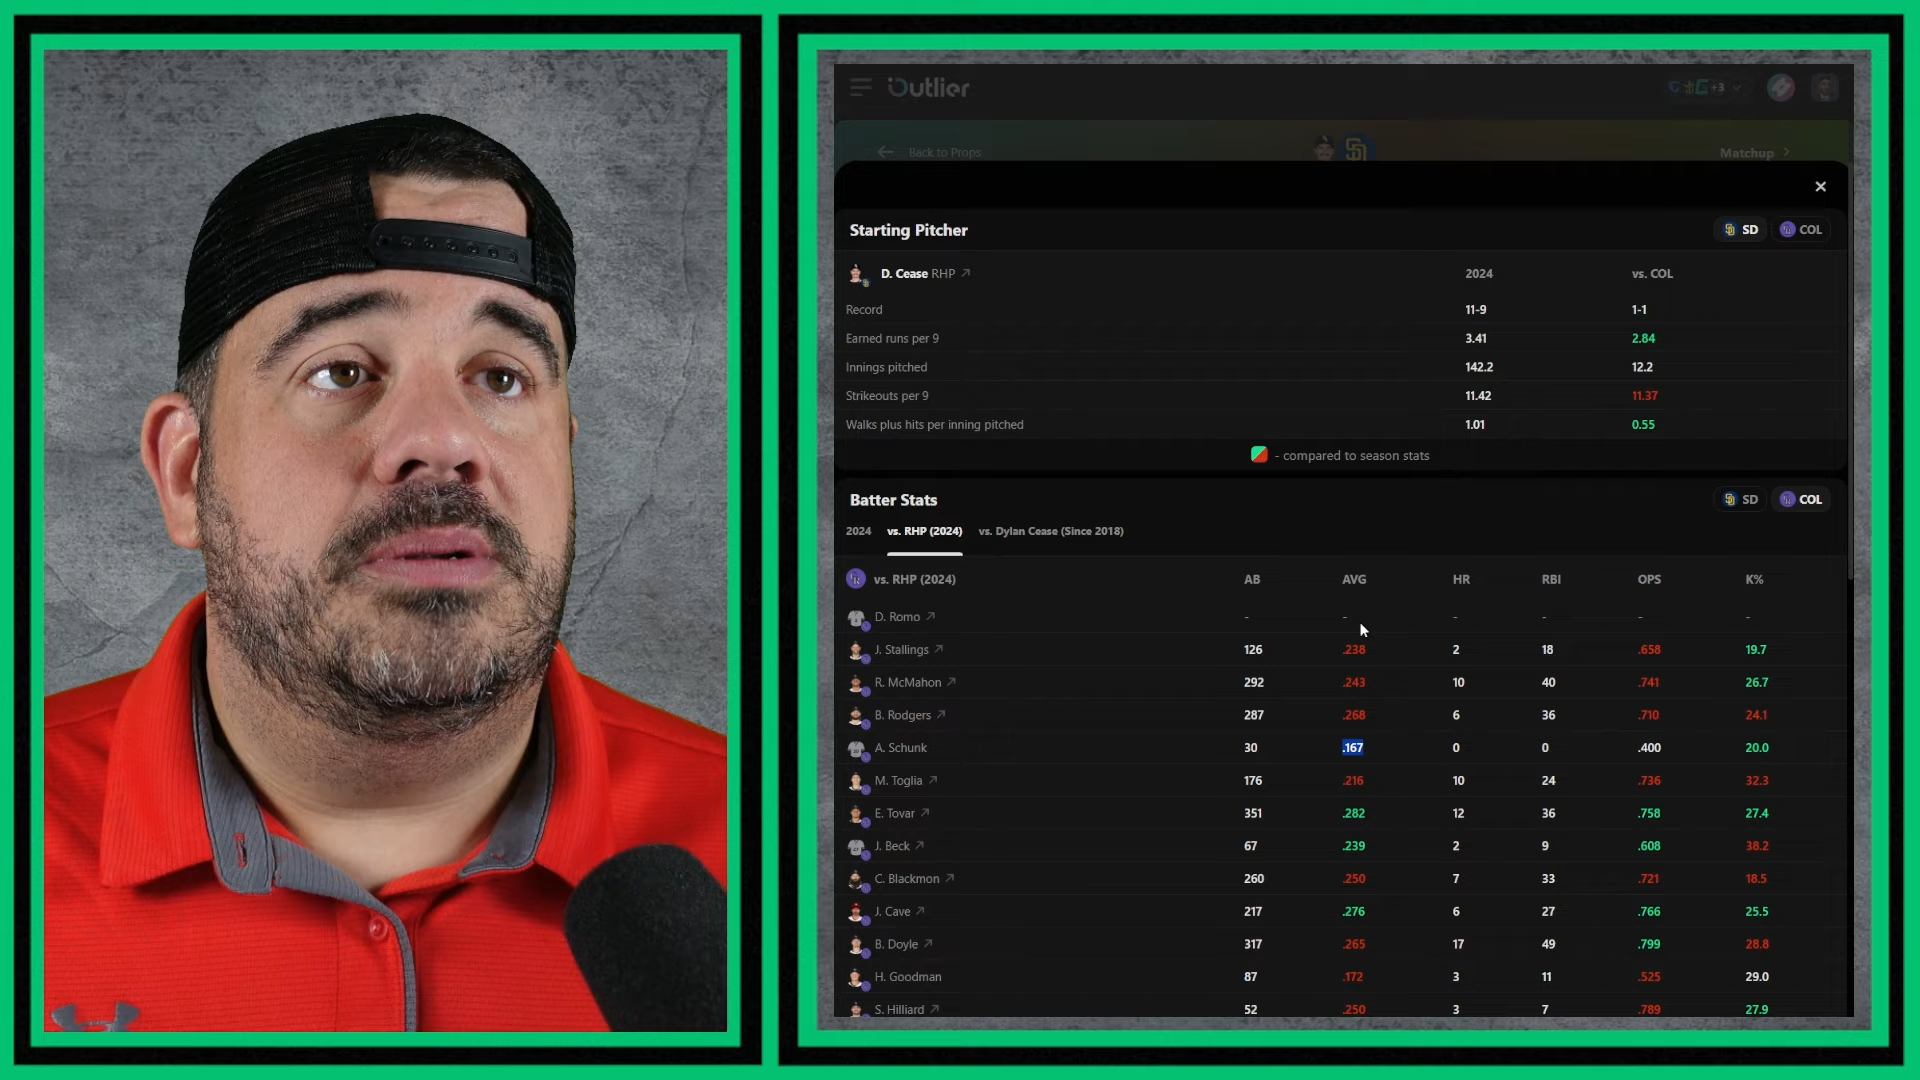 Outlier
+3
Back to Props
SD
Matchup
Starting Pitcher
SD COL
D. Cease RHP 2024 vs. COL
Record 11-9 1-1
Earned runs per 9 3.41 2.84
Innings pitched 142.2 12.2
Strikeouts per 9 11.42 11.37
Walks plus hits per inning pitched 1.01 0.55
- compared to season stats
Batter Stats SD COL
2024 vs. RHP (2024) vs. Dylan Cease (Since 2018)
vs. RHP (2024) AB AVG HR RBI OPS K%
D. Romo - - - - - -
J. Stallings 126 .238 2 18 .658 19.7
R. McMahon 292 .243 10 40 .741 26.7
B. Rodgers 287 .268 6 36 .710 24.1
A. Schunk 30 .167 0 0 .400 20.0
M. Toglia 176 .216 10 24 .736 32.3
E. Tovar 351 .282 12 36 .758 27.4
J. Beck 67 .239 2 9 .608 38.2
C. Blackmon 260 .250 7 33 .721 18.5
J. Cave 217 .276 6 27 .766 25.5
B. Doyle 317 .265 17 49 .799 28.8
H. Goodman 87 .172 3 11 .525 29.0
S. Hilliard 52 .250 3 7 .789 27.9